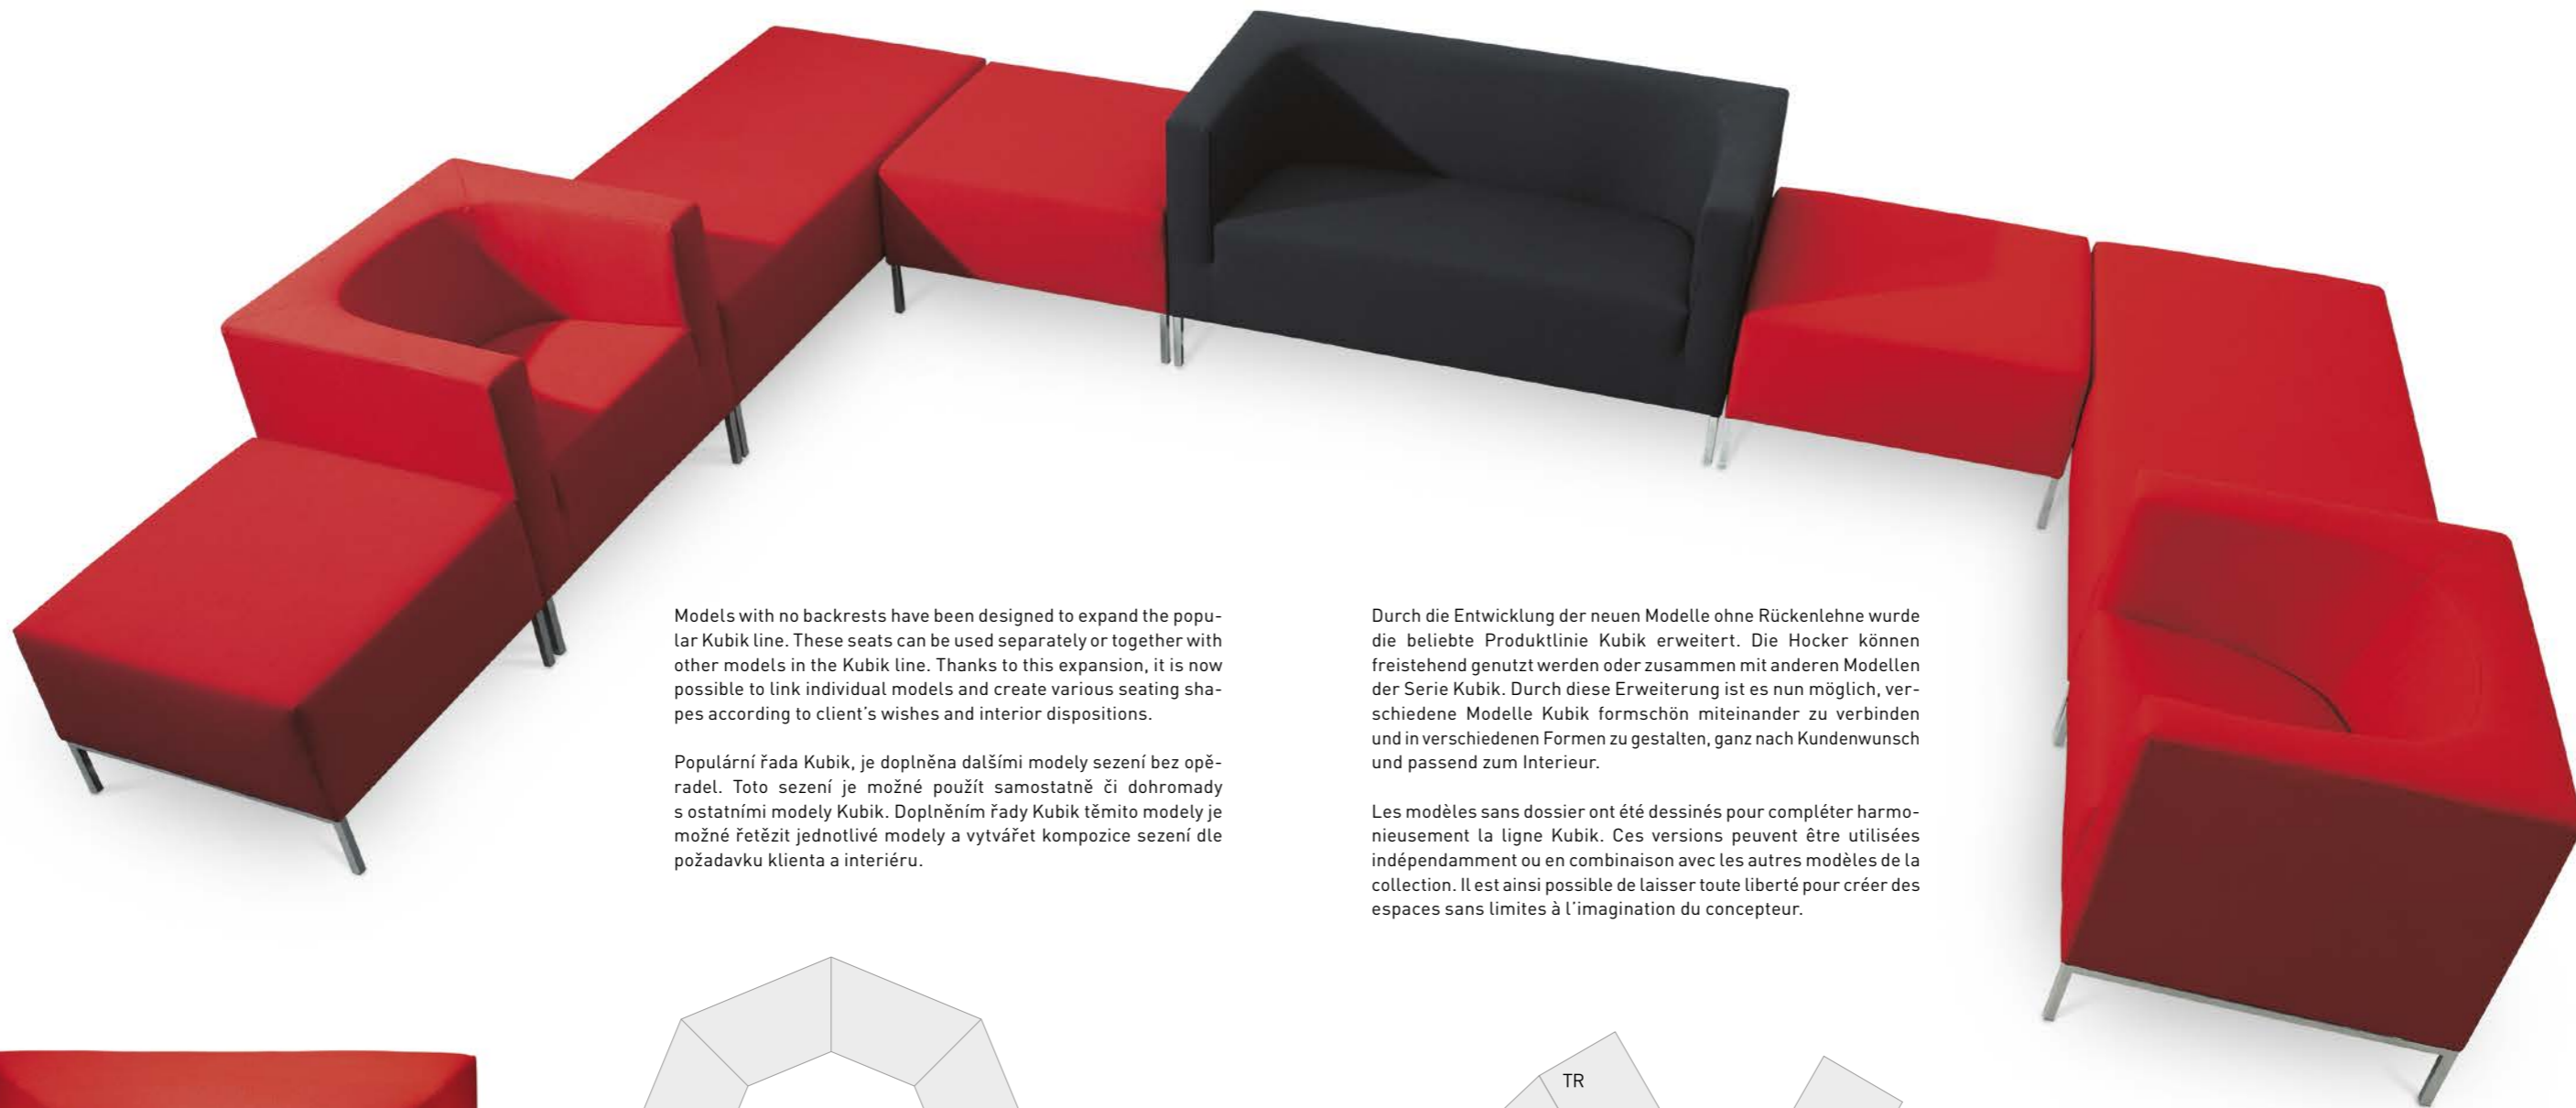 Models with no backrests have been designed to expand the popu-
lar Kubik line. These seats can be used separately or together with
other models in the Kubik line. Thanks to this expansion, it is now
possible to link individual models and create various seating sha-
pes according to client's wishes and interior dispositions.
Populární řada Kubik, je doplněna dalšími modely sezení bez opě-
radel. Toto sezení je možné použít samostatně či dohromady
s ostatními modely Kubik. Doplněním řady Kubik těmito modely je
možné řetězit jednotlivé modely a vytvářet kompozice sezení dle
požadavku klienta a interiéru.
Durch die Entwicklung der neuen Modelle ohne Rückenlehne wurde
die beliebte Produktlinie Kubik erweitert. Die Hocker können
freistehend genutzt werden oder zusammen mit anderen Modellen
der Serie Kubik. Durch diese Erweiterung ist es nun möglich, ver-
schiedene Modelle Kubik formschön miteinander zu verbinden
und in verschiedenen Formen zu gestalten, ganz nach Kundenwunsch
und passend zum Interieur.
Les modèles sans dossier ont été dessinés pour compléter harmo-
nieusement la ligne Kubik. Ces versions peuvent être utilisées
indépendamment ou en combinaison avec les autres modèles de la
collection. Il est ainsi possible de laisser toute liberté pour créer des
espaces sans limites à l'imagination du concepteur.
TR